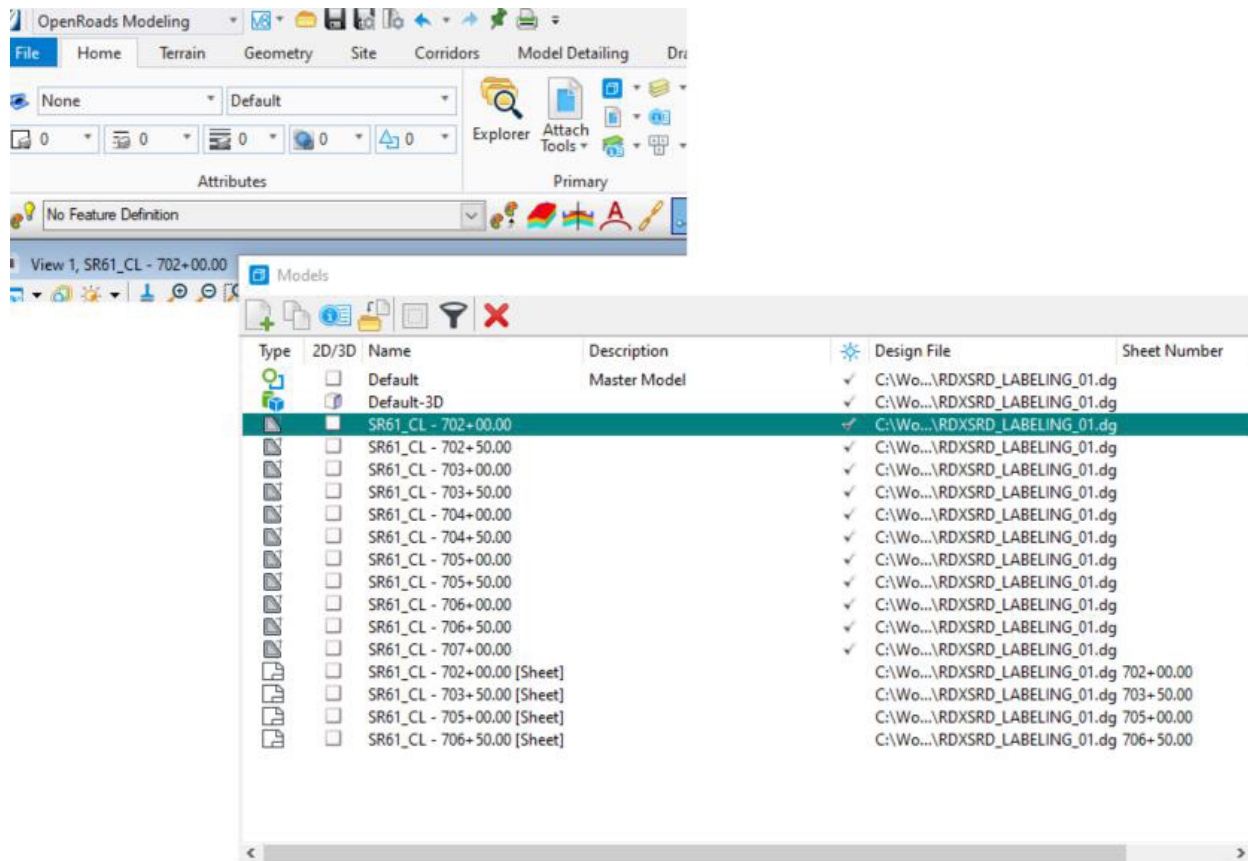 OpenRoads Modeling
File Home Terrain Geometry Site Corridors Model Detailing Dra
None Default
0 0 0 0 0
Explorer Attach Tools
Attributes Primary
No Feature Definition
View 1, SR61_CL - 702+00.00
Models
Type 2D/3D Name Description Design File Sheet Number
Default Master Model C:\Wo...\RDXSRD_LABELING_01.dg
Default-3D C:\Wo...\RDXSRD_LABELING_01.dg
SR61_CL - 702+00.00 C:\Wo...\RDXSRD_LABELING_01.dg
SR61_CL - 702+50.00 C:\Wo...\RDXSRD_LABELING_01.dg
SR61_CL - 703+00.00 C:\Wo...\RDXSRD_LABELING_01.dg
SR61_CL - 703+50.00 C:\Wo...\RDXSRD_LABELING_01.dg
SR61_CL - 704+00.00 C:\Wo...\RDXSRD_LABELING_01.dg
SR61_CL - 704+50.00 C:\Wo...\RDXSRD_LABELING_01.dg
SR61_CL - 705+00.00 C:\Wo...\RDXSRD_LABELING_01.dg
SR61_CL - 705+50.00 C:\Wo...\RDXSRD_LABELING_01.dg
SR61_CL - 706+00.00 C:\Wo...\RDXSRD_LABELING_01.dg
SR61_CL - 706+50.00 C:\Wo...\RDXSRD_LABELING_01.dg
SR61_CL - 707+00.00 C:\Wo...\RDXSRD_LABELING_01.dg
SR61_CL - 702+00.00 [Sheet] C:\Wo...\RDXSRD_LABELING_01.dg 702+00.00
SR61_CL - 703+50.00 [Sheet] C:\Wo...\RDXSRD_LABELING_01.dg 703+50.00
SR61_CL - 705+00.00 [Sheet] C:\Wo...\RDXSRD_LABELING_01.dg 705+00.00
SR61_CL - 706+50.00 [Sheet] C:\Wo...\RDXSRD_LABELING_01.dg 706+50.00